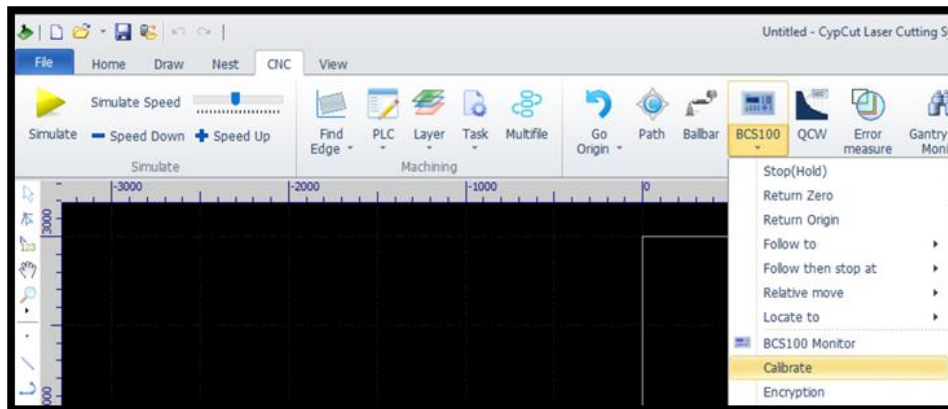 Untitled - CypCut Laser Cutting Sy
File Home Draw Nest CNC View
Simulate Speed
Simulate Speed Down Speed Up
Find Edge PLC Layer Task Multifile
Go Origin Path Ballbar BCS100 QCW Error measure Gantry Moni
Simulate Machining
-3000 -2000 -1000 0
3000
123
Stop(Hold)
Return Zero
Return Origin
Follow to
Follow then stop at
Relative move
Locate to
BCS100 Monitor
Calibrate
Encryption